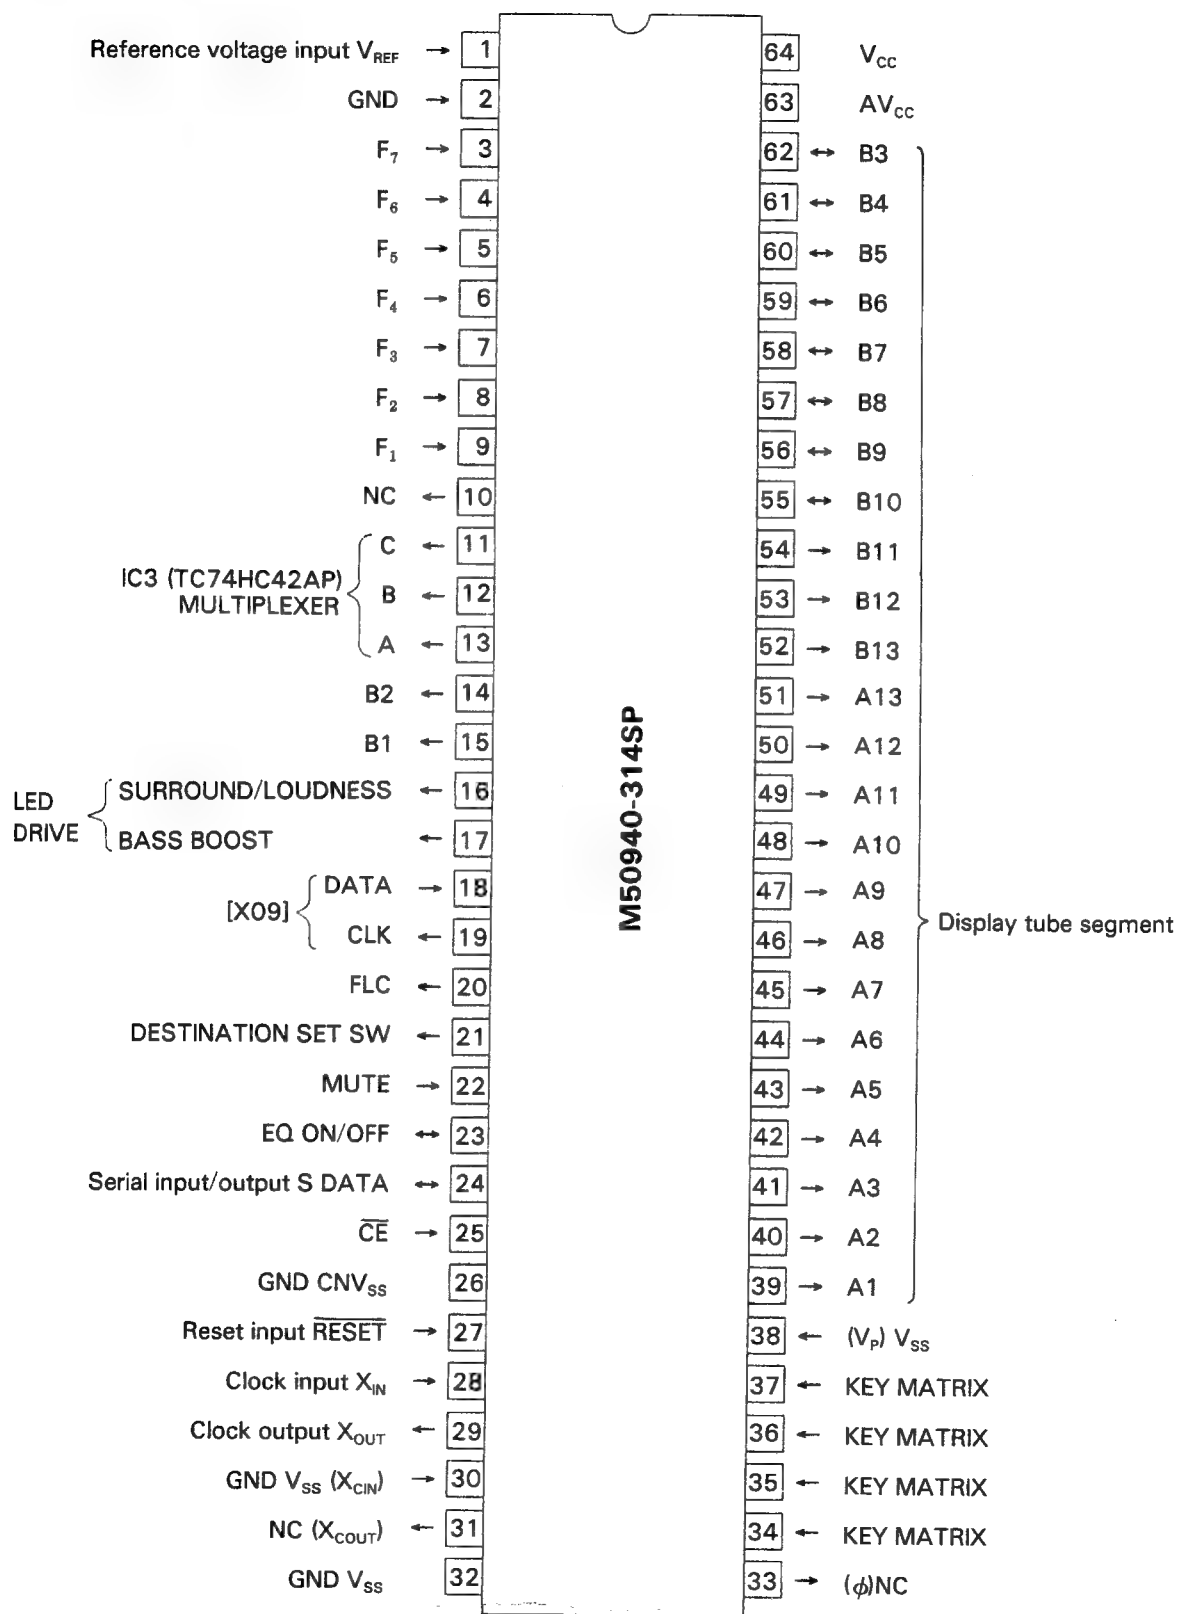 Reference voltage input VREF → 1
GND → 2
F7 → 3
F6 → 4
F5 → 5
F4 → 6
F3 → 7
F2 → 8
F1 → 9
NC ← 10
C ← 11
IC3 (TC74HC42AP)
MULTIPLEXER
B ← 12
A ← 13
B2 ← 14
B1 ← 15
LED
DRIVE
SURROUND/LOUDNESS ← 16
BASS BOOST ← 17
[X09]
DATA → 18
CLK ← 19
FLC ← 20
DESTINATION SET SW ← 21
MUTE → 22
EQ ON/OFF ↔ 23
Serial input/output S DATA ↔ 24
C̅E̅ → 25
GND CNVSS 26
Reset input R̅E̅S̅E̅T̅ → 27
Clock input XIN → 28
Clock output XOUT ← 29
GND VSS (XCIN) → 30
NC (XCOUT) ← 31
GND VSS 32
M50940-314SP
64 VCC
63 AVCC
62 ↔ B3
61 ↔ B4
60 ↔ B5
59 ↔ B6
58 ↔ B7
57 ↔ B8
56 ↔ B9
55 ↔ B10
54 → B11
53 → B12
52 → B13
51 → A13
50 → A12
49 → A11
48 → A10
47 → A9
46 → A8
45 → A7
44 → A6
43 → A5
42 → A4
41 → A3
40 → A2
39 → A1
Display tube segment
38 ← (VP) VSS
37 ← KEY MATRIX
36 ← KEY MATRIX
35 ← KEY MATRIX
34 ← KEY MATRIX
33 → (ϕ)NC